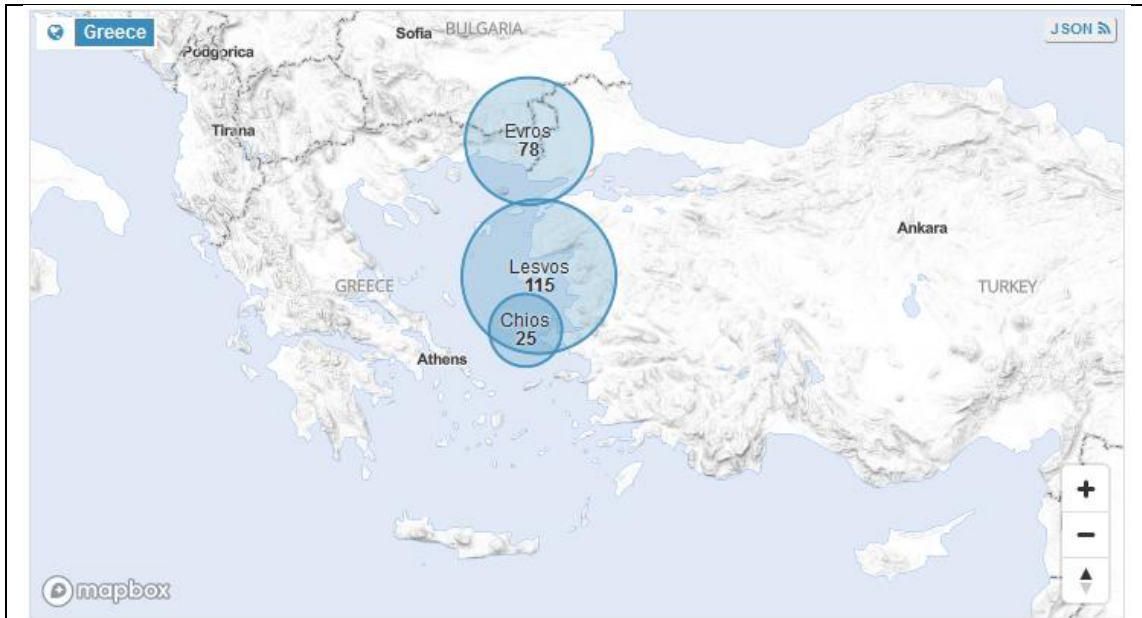 Greece
JSON
Sofia
BULGARIA
Podgorica
Tirana
Evros
78
Ankara
Lesvos
115
GREECE
TURKEY
Chios
25
Athens
+
−
mapbox